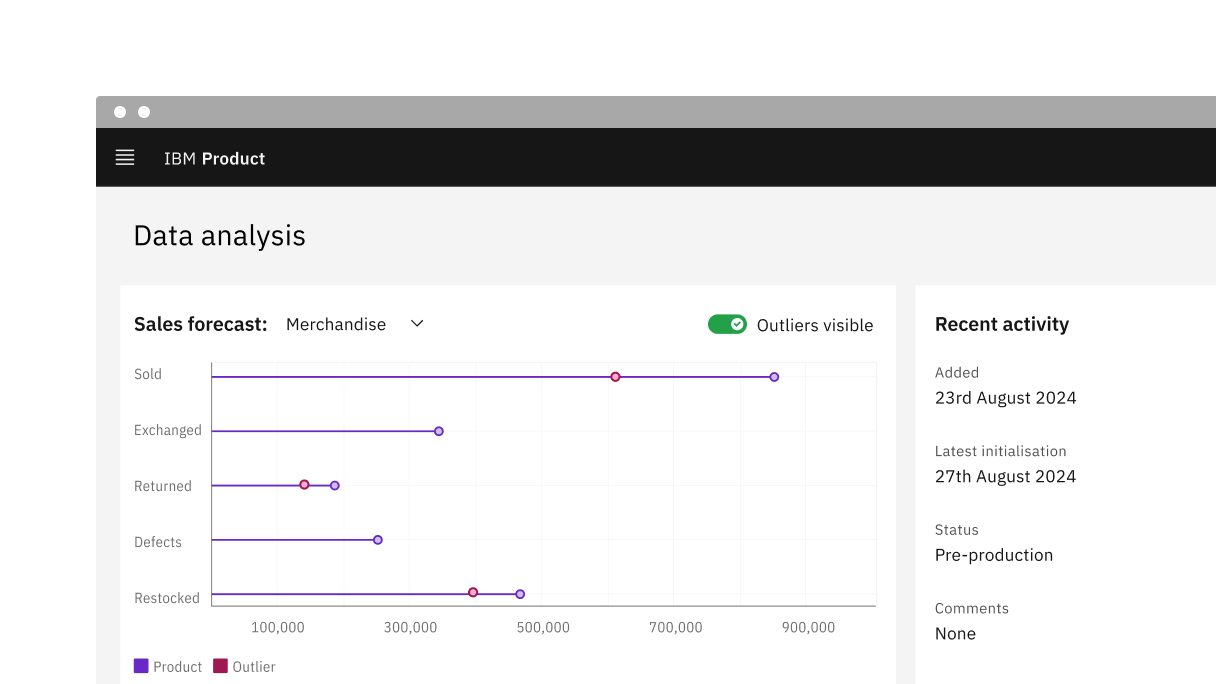 IBM Product
Data analysis
Sales forecast: Merchandise
Outliers visible
Sold
Exchanged
Returned
Defects
Restocked
100,000 300,000 500,000 700,000 900,000
Product Outlier
Recent activity
Added
23rd August 2024
Latest initialisation
27th August 2024
Status
Pre-production
Comments
None